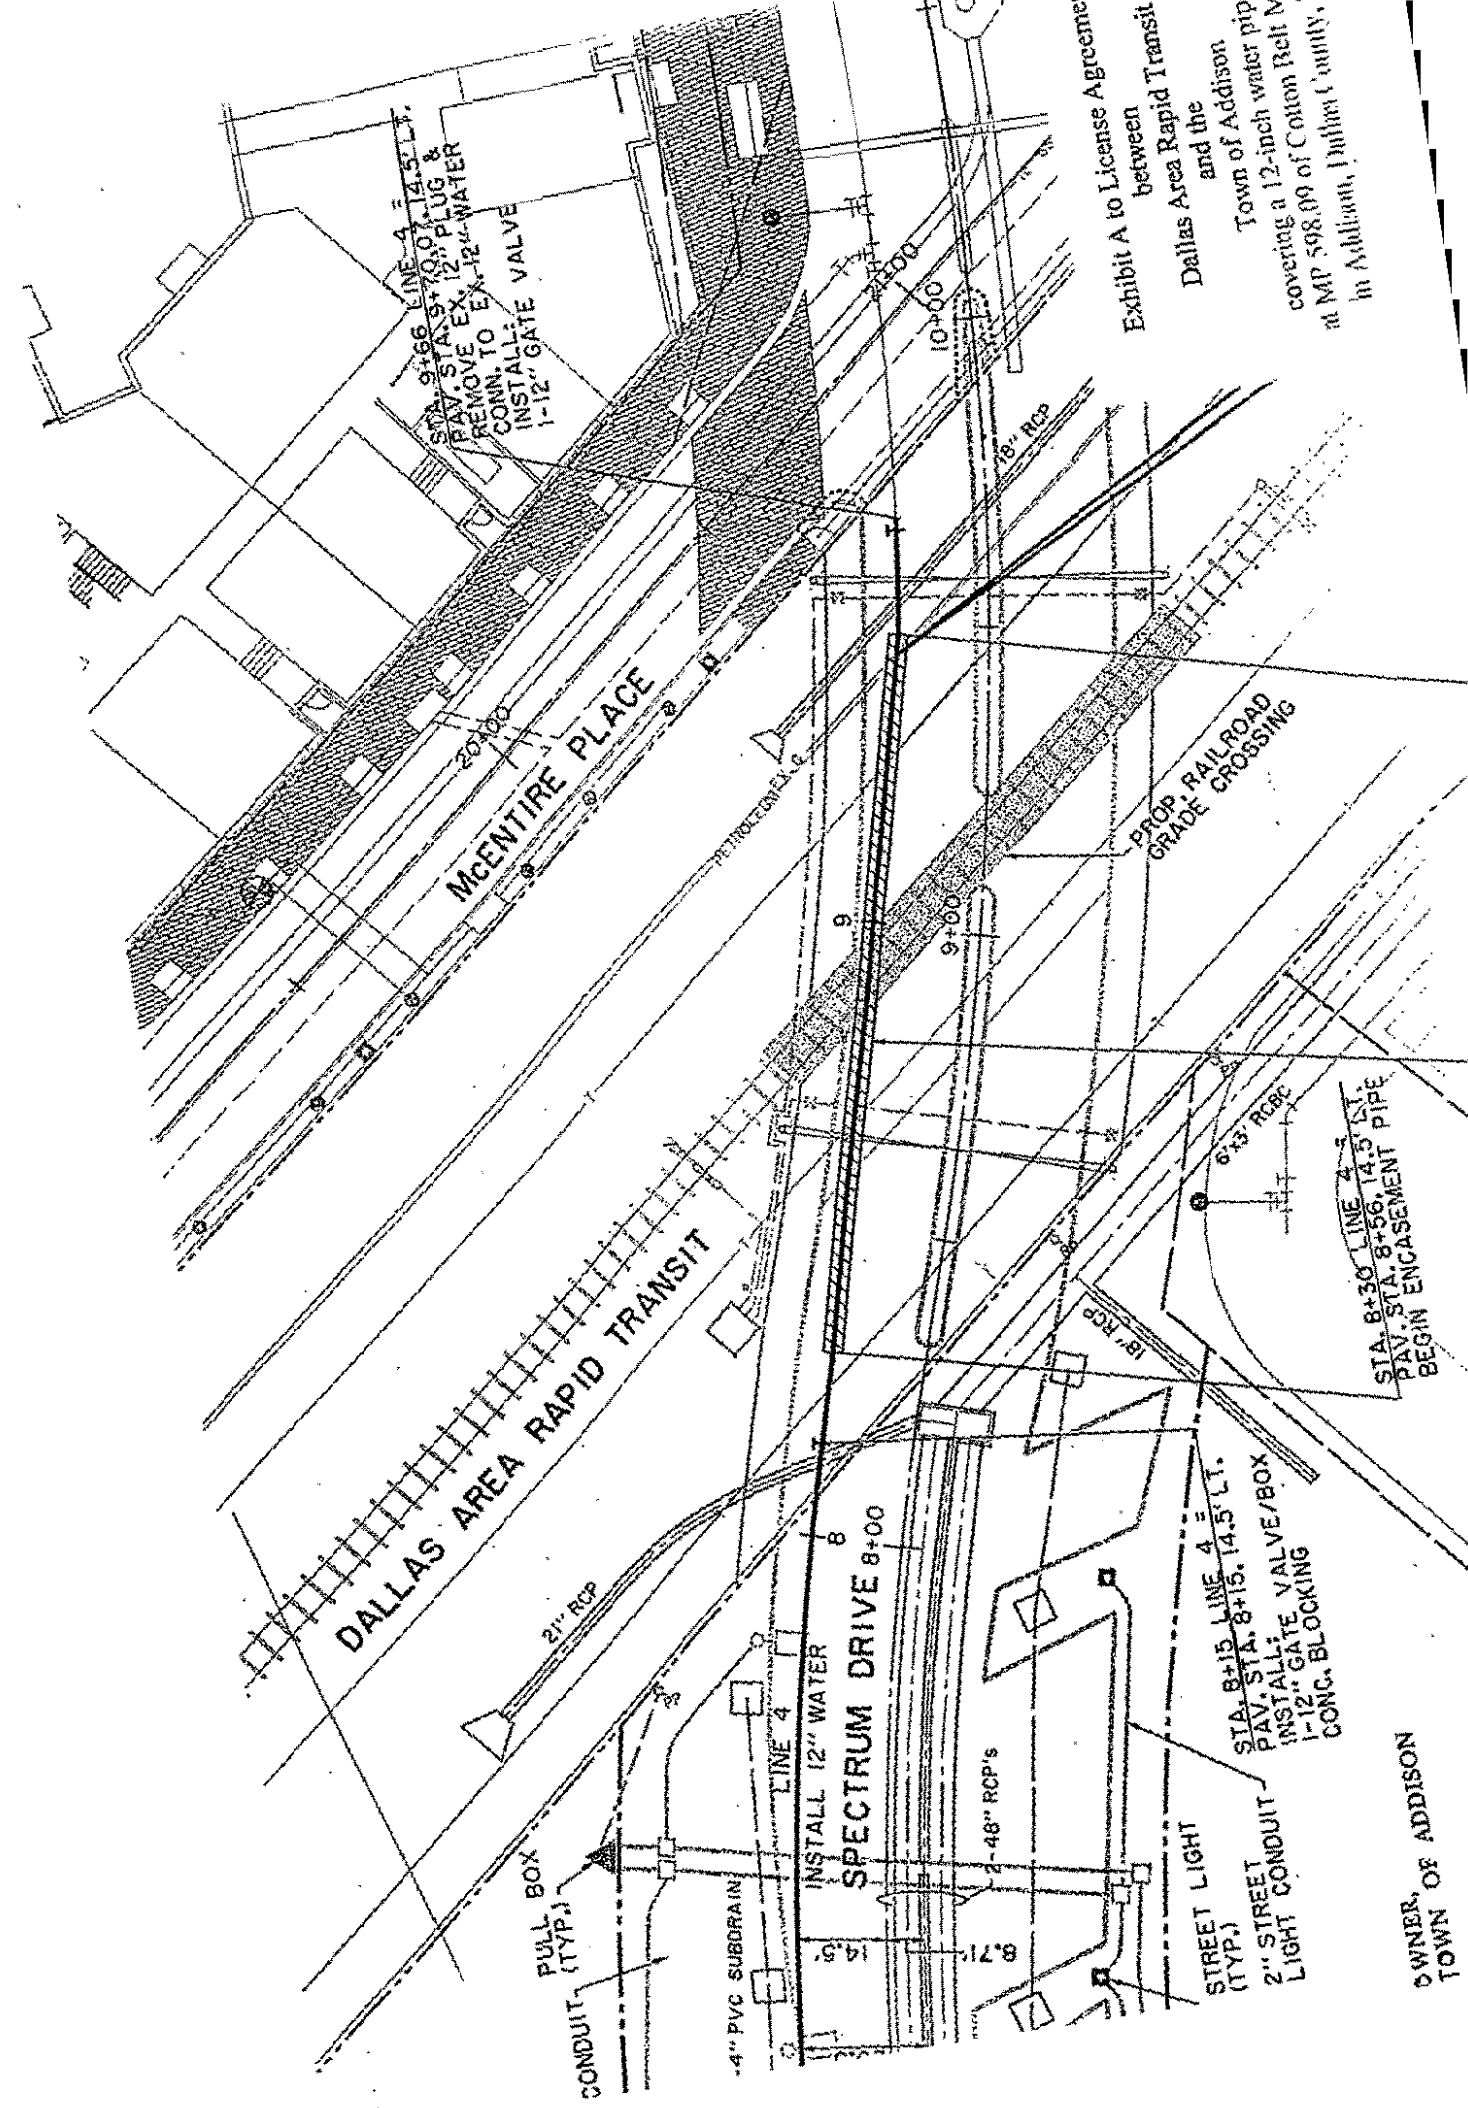 STA. 9+66 LINE 4 =
PAV. STA. 9+70.07, 14.5' LT.
REMOVE EX. 12" PLUG &
CONN. TO EX. 12" WATER
INSTALL:
1-12" GATE VALVE
Exhibit A to License Agreeme
between
Dallas Area Rapid Transit
and the
Town of Addison
covering a 12-inch water pip
at MP 598.09 of Cotton Belt M
in Addison, Dallas County,
10+00
18" RCP
20+00
McENTIRE PLACE
PETROLEUM
EX.
PROP. RAILROAD
GRADE CROSSING
9
9+00
DALLAS AREA RAPID TRANSIT
6'x3' RCBC
STA. 8+30 LINE 4 =
PAV. STA. 8+56, 14.5' LT.
BEGIN ENCASEMENT PIPE
18" RCP
21" RCP
8
8+00
STA. 8+15 LINE 4 =
PAV. STA. 8+15, 14.5' LT.
INSTALL:
1-12" GATE VALVE/BOX
CONC. BLOCKING
LINE 4
INSTALL 12" WATER
SPECTRUM DRIVE
2-48" RCP's
PULL BOX
(TYP.)
CONDUIT
4" PVC SUBDRAIN
14.5'
8.71'
STREET LIGHT
(TYP.)
2" STREET
LIGHT CONDUIT
OWNER,
TOWN OF ADDISON